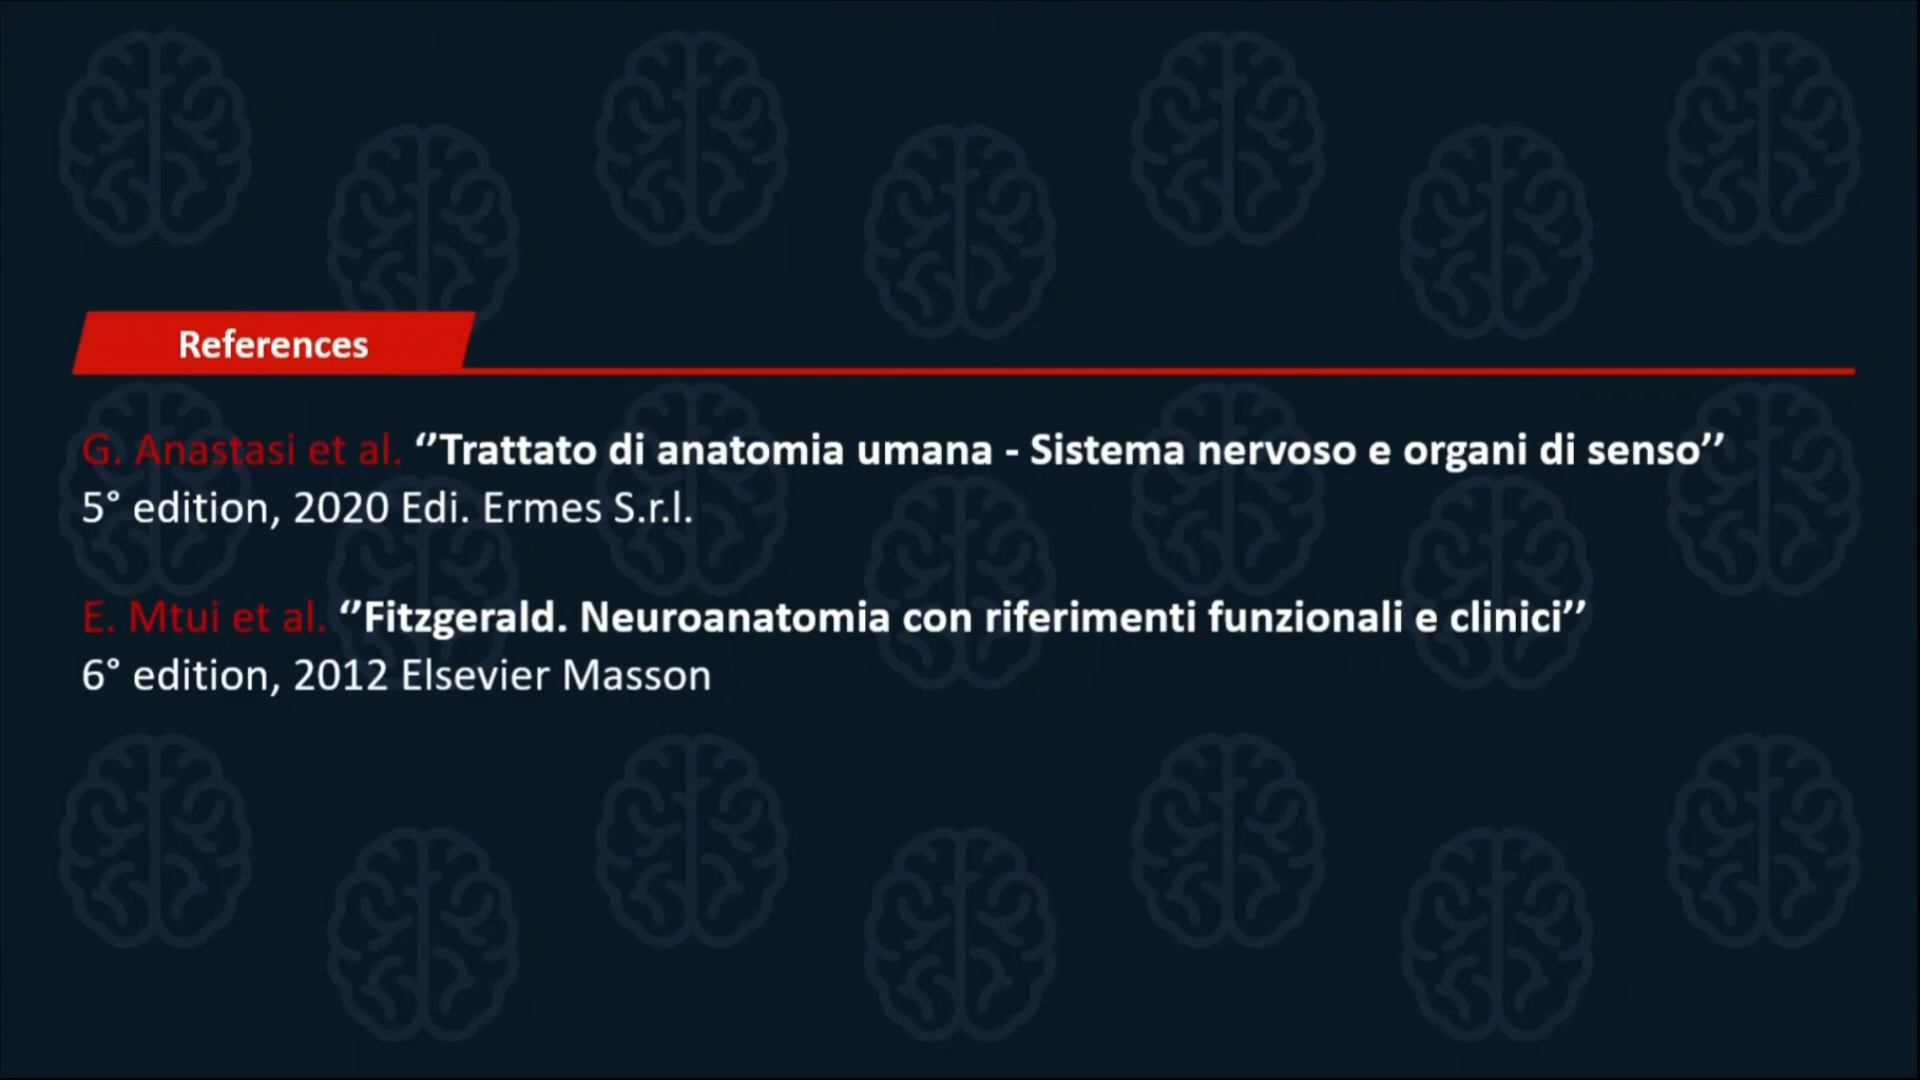 References
G. Anastasi et al. ‘’Trattato di anatomia umana - Sistema nervoso e organi di senso’’
5° edition, 2020 Edi. Ermes S.r.l.
E. Mtui et al. ‘’Fitzgerald. Neuroanatomia con riferimenti funzionali e clinici’’
6° edition, 2012 Elsevier Masson